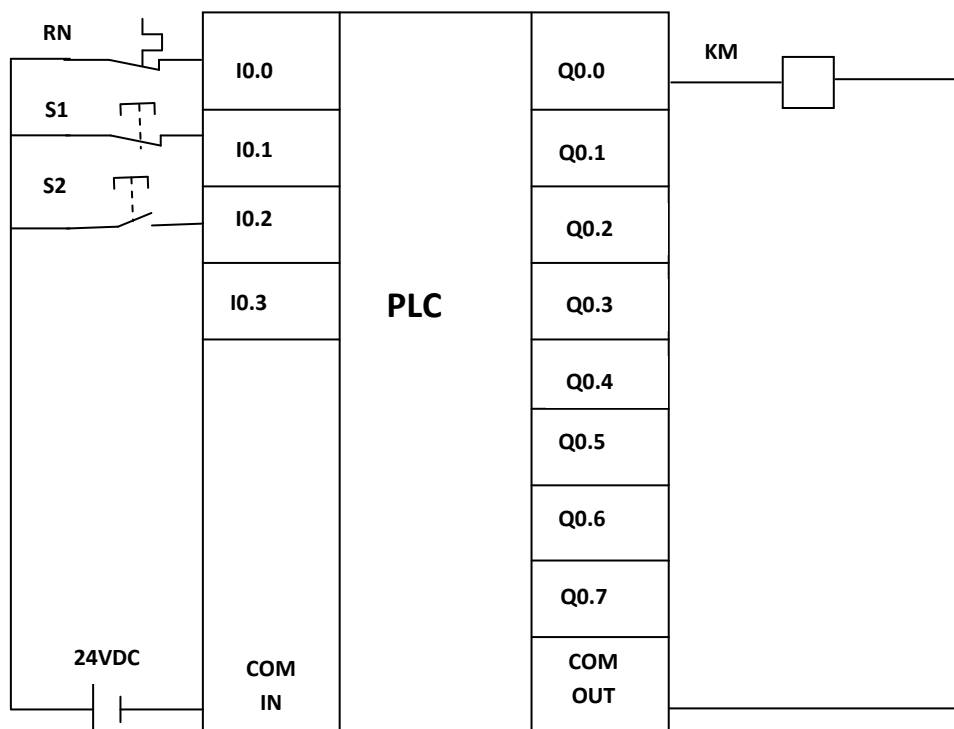 RN
I0.0
S1
I0.1
S2
I0.2
I0.3
24VDC
COM
IN
PLC
Q0.0
Q0.1
Q0.2
Q0.3
Q0.4
Q0.5
Q0.6
Q0.7
COM
OUT
KM